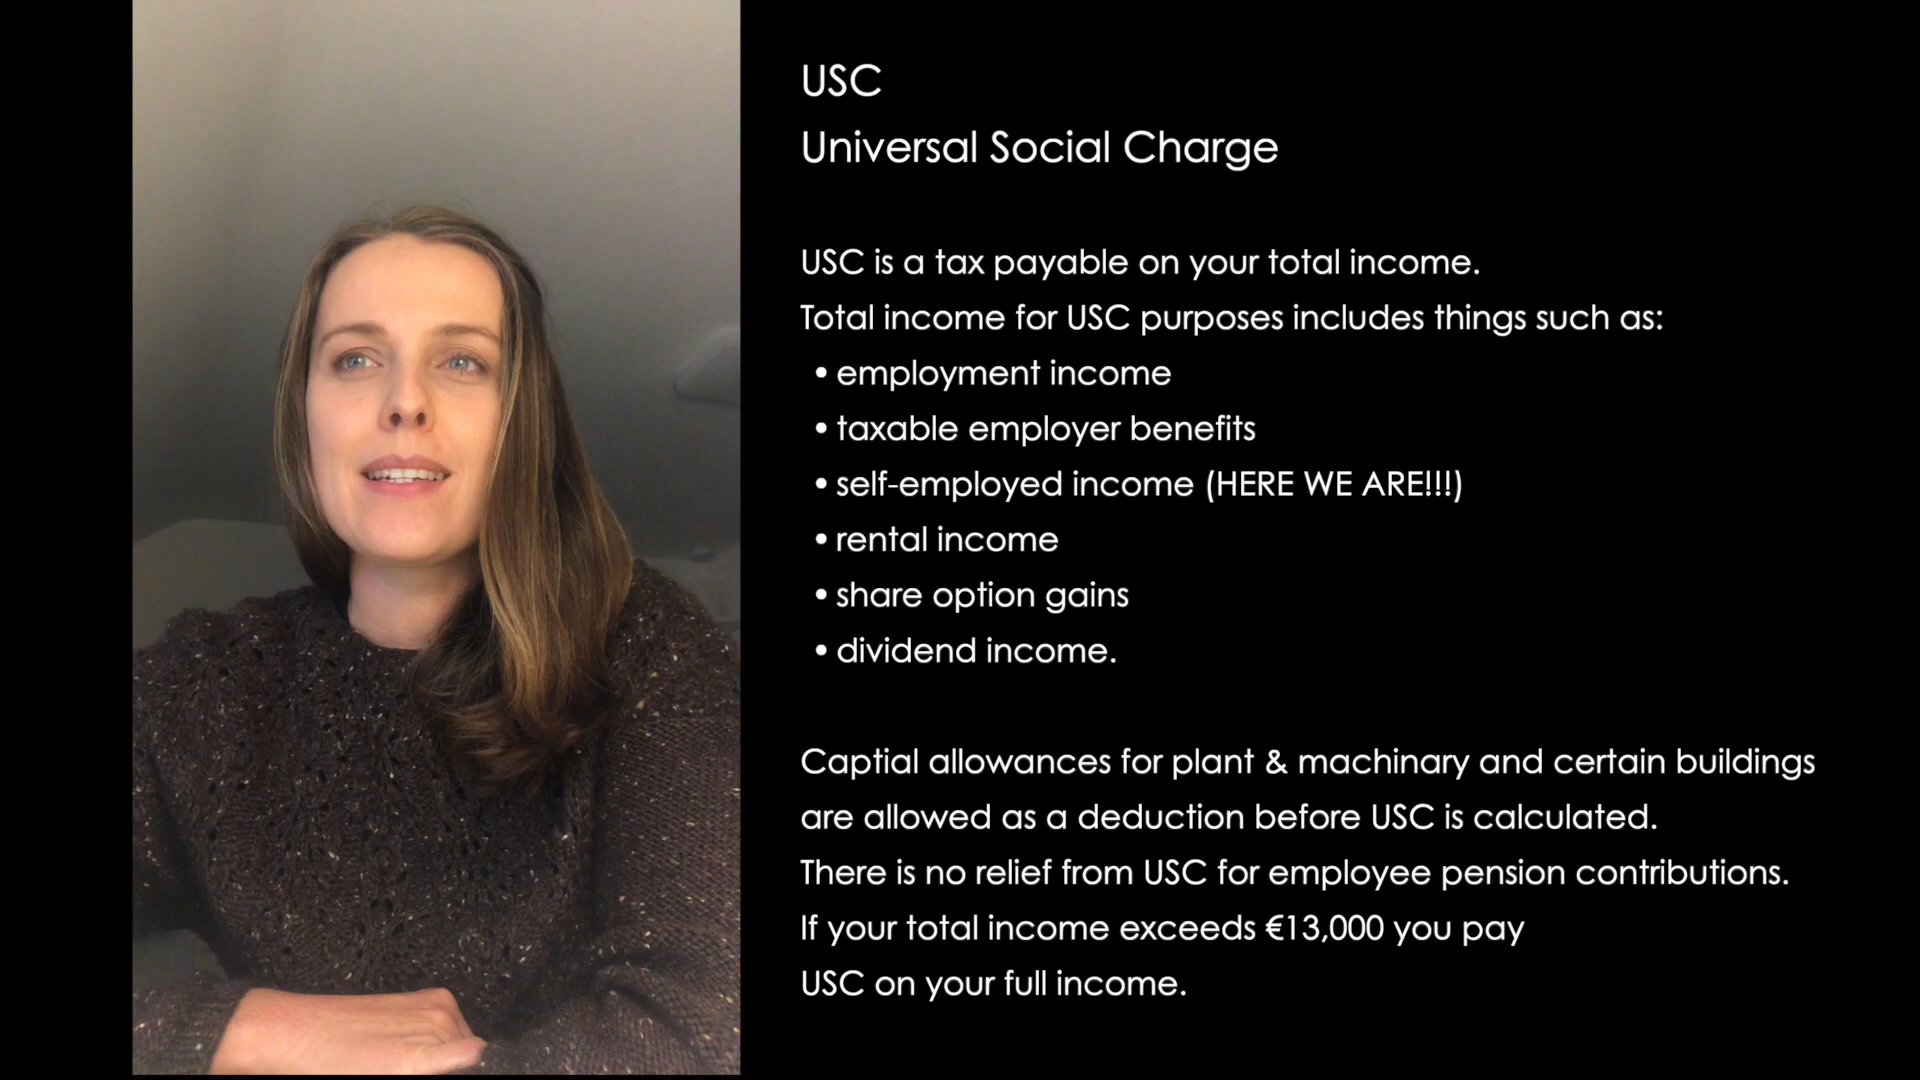 USC
Universal Social Charge
USC is a tax payable on your total income.
Total income for USC purposes includes things such as:
• employment income
• taxable employer benefits
• self-employed income (HERE WE ARE!!!)
• rental income
• share option gains
• dividend income.
Captial allowances for plant & machinary and certain buildings
are allowed as a deduction before USC is calculated.
There is no relief from USC for employee pension contributions.
If your total income exceeds €13,000 you pay
USC on your full income.